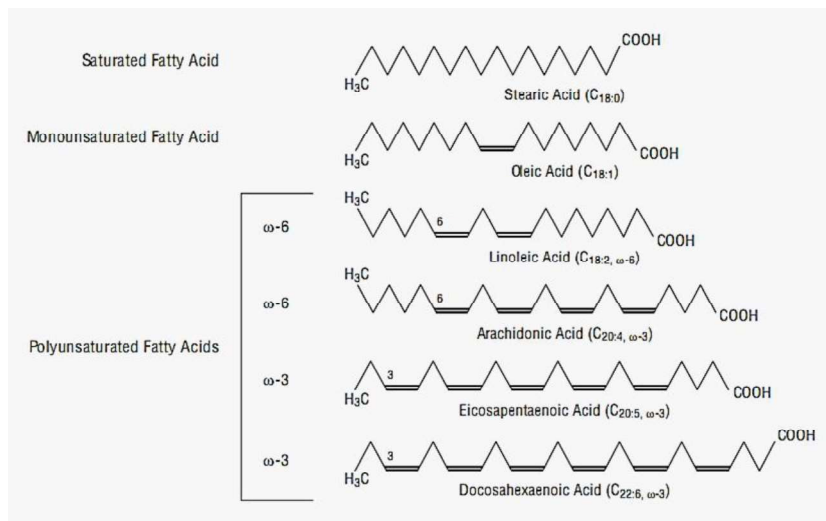 Saturated Fatty Acid
COOH
H₃C
Stearic Acid (C₁₈:₀)
Monounsaturated Fatty Acid
H₃C
COOH
Oleic Acid (C₁₈:₁)
H₃C
ω-6
6
COOH
Linoleic Acid (C₁₈:₂, ω-6)
H₃C
ω-6
6
COOH
Arachidonic Acid (C₂₀:₄, ω-3)
Polyunsaturated Fatty Acids
ω-3
3
H₃C
COOH
Eicosapentaenoic Acid (C₂₀:₅, ω-3)
COOH
ω-3
3
H₃C
Docosahexaenoic Acid (C₂₂:₆, ω-3)